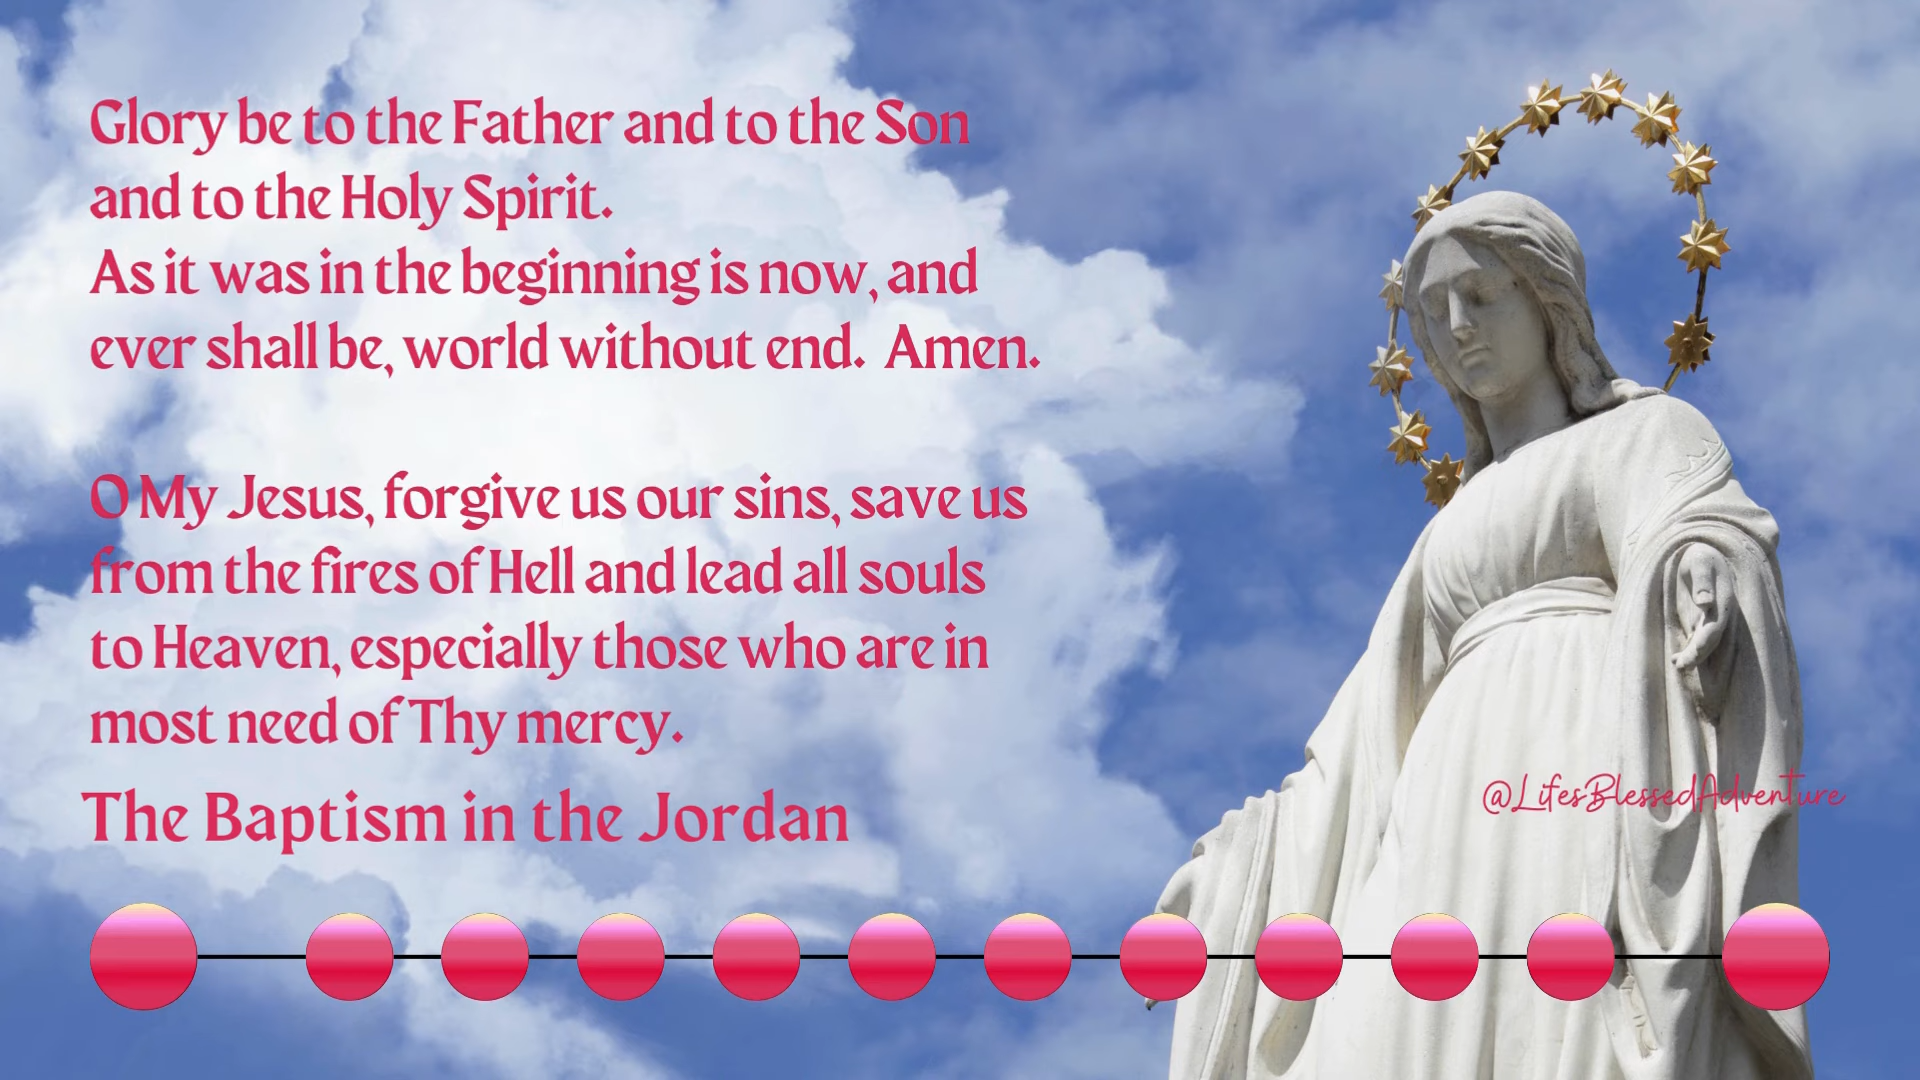 Glory be to the Father and to the Son
and to the Holy Spirit.
As it was in the beginning is now, and
ever shall be, world without end. Amen.
O My Jesus, forgive us our sins, save us
from the fires of Hell and lead all souls
to Heaven, especially those who are in
most need of Thy mercy.
The Baptism in the Jordan
@LifesBlessedAdventure